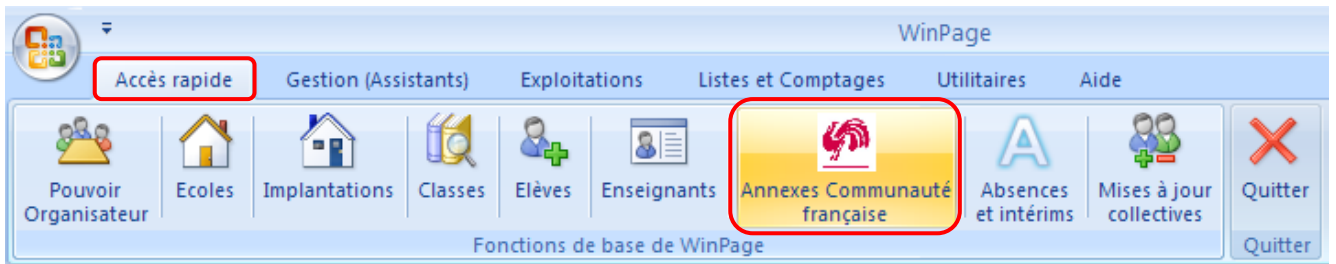 WinPage
Accès rapide Gestion (Assistants) Exploitations Listes et Comptages Utilitaires Aide
Pouvoir Organisateur
Ecoles
Implantations
Classes
Elèves
Enseignants
Annexes Communauté française
Absences et intérims
Mises à jour collectives
Quitter
Fonctions de base de WinPage
Quitter